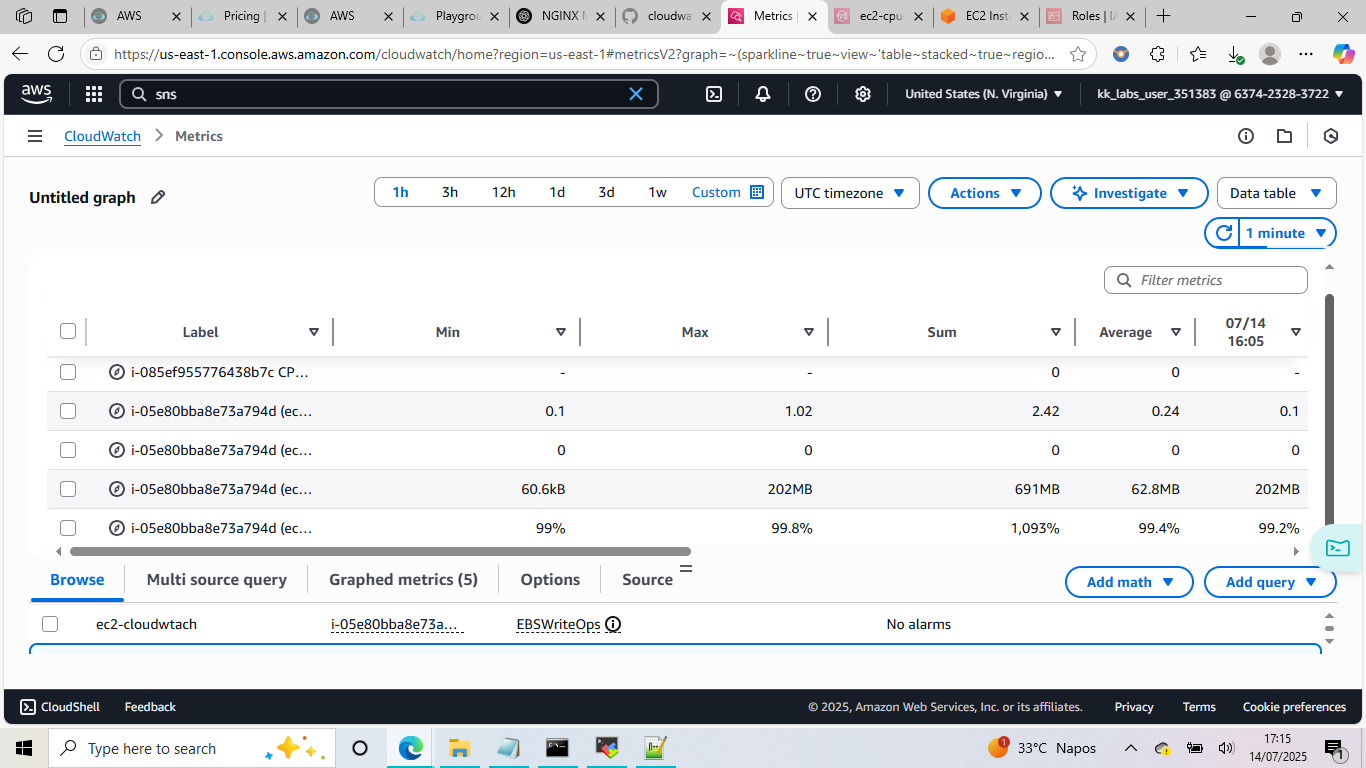 AWS
Pricing |
AWS
Playgrou
NGINX M
cloudwa
Metrics |
ec2-cpu-
EC2 Inst
Roles | IA
https://us-east-1.console.aws.amazon.com/cloudwatch/home?region=us-east-1#metricsV2?graph=~(sparkline~true~view~'table~stacked~true~regio...
aws
sns
United States (N. Virginia)
kk_labs_user_351383 @ 6374-2328-3722
CloudWatch
Metrics
Untitled graph
1h 3h 12h 1d 3d 1w Custom
UTC timezone
Actions
Investigate
Data table
1 minute
Filter metrics
Label Min Max Sum Average 07/14 16:05
i-085ef955776438b7c CP... - - 0 0 -
i-05e80bba8e73a794d (ec... 0.1 1.02 2.42 0.24 0.1
i-05e80bba8e73a794d (ec... 0 0 0 0 0
i-05e80bba8e73a794d (ec... 60.6kB 202MB 691MB 62.8MB 202MB
i-05e80bba8e73a794d (ec... 99% 99.8% 1,093% 99.4% 99.2%
Browse Multi source query Graphed metrics (5) Options Source
Add math
Add query
ec2-cloudwtach i-05e80bba8e73a... EBSWriteOps No alarms
CloudShell Feedback © 2025, Amazon Web Services, Inc. or its affiliates. Privacy Terms Cookie preferences
Type here to search
1
33°C Napos
17:15
14/07/2025
1